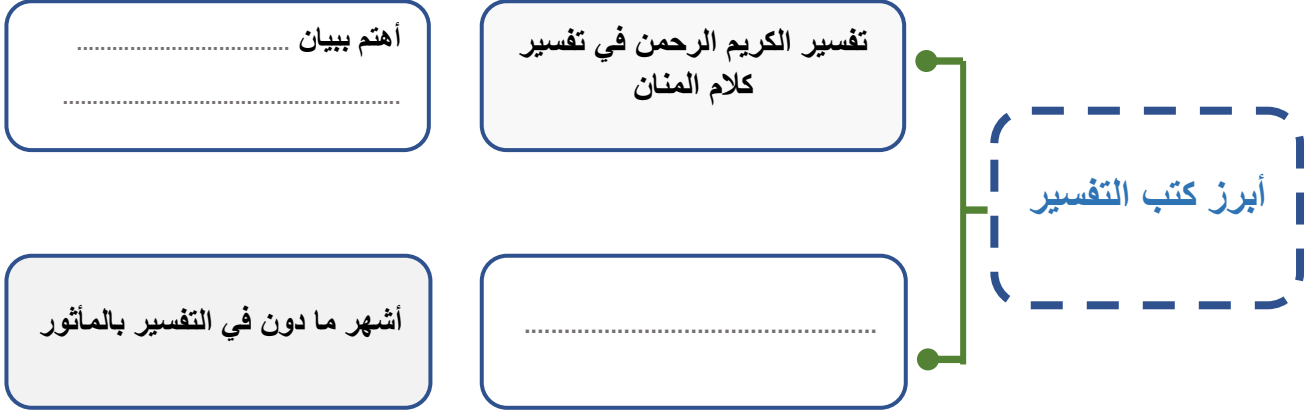 أبرز كتب التفسير
تفسير الكريم الرحمن في تفسير
كلام المنان
أهتم ببيان ....................................
.........................................................
............................................................
أشهر ما دون في التفسير بالمأثور